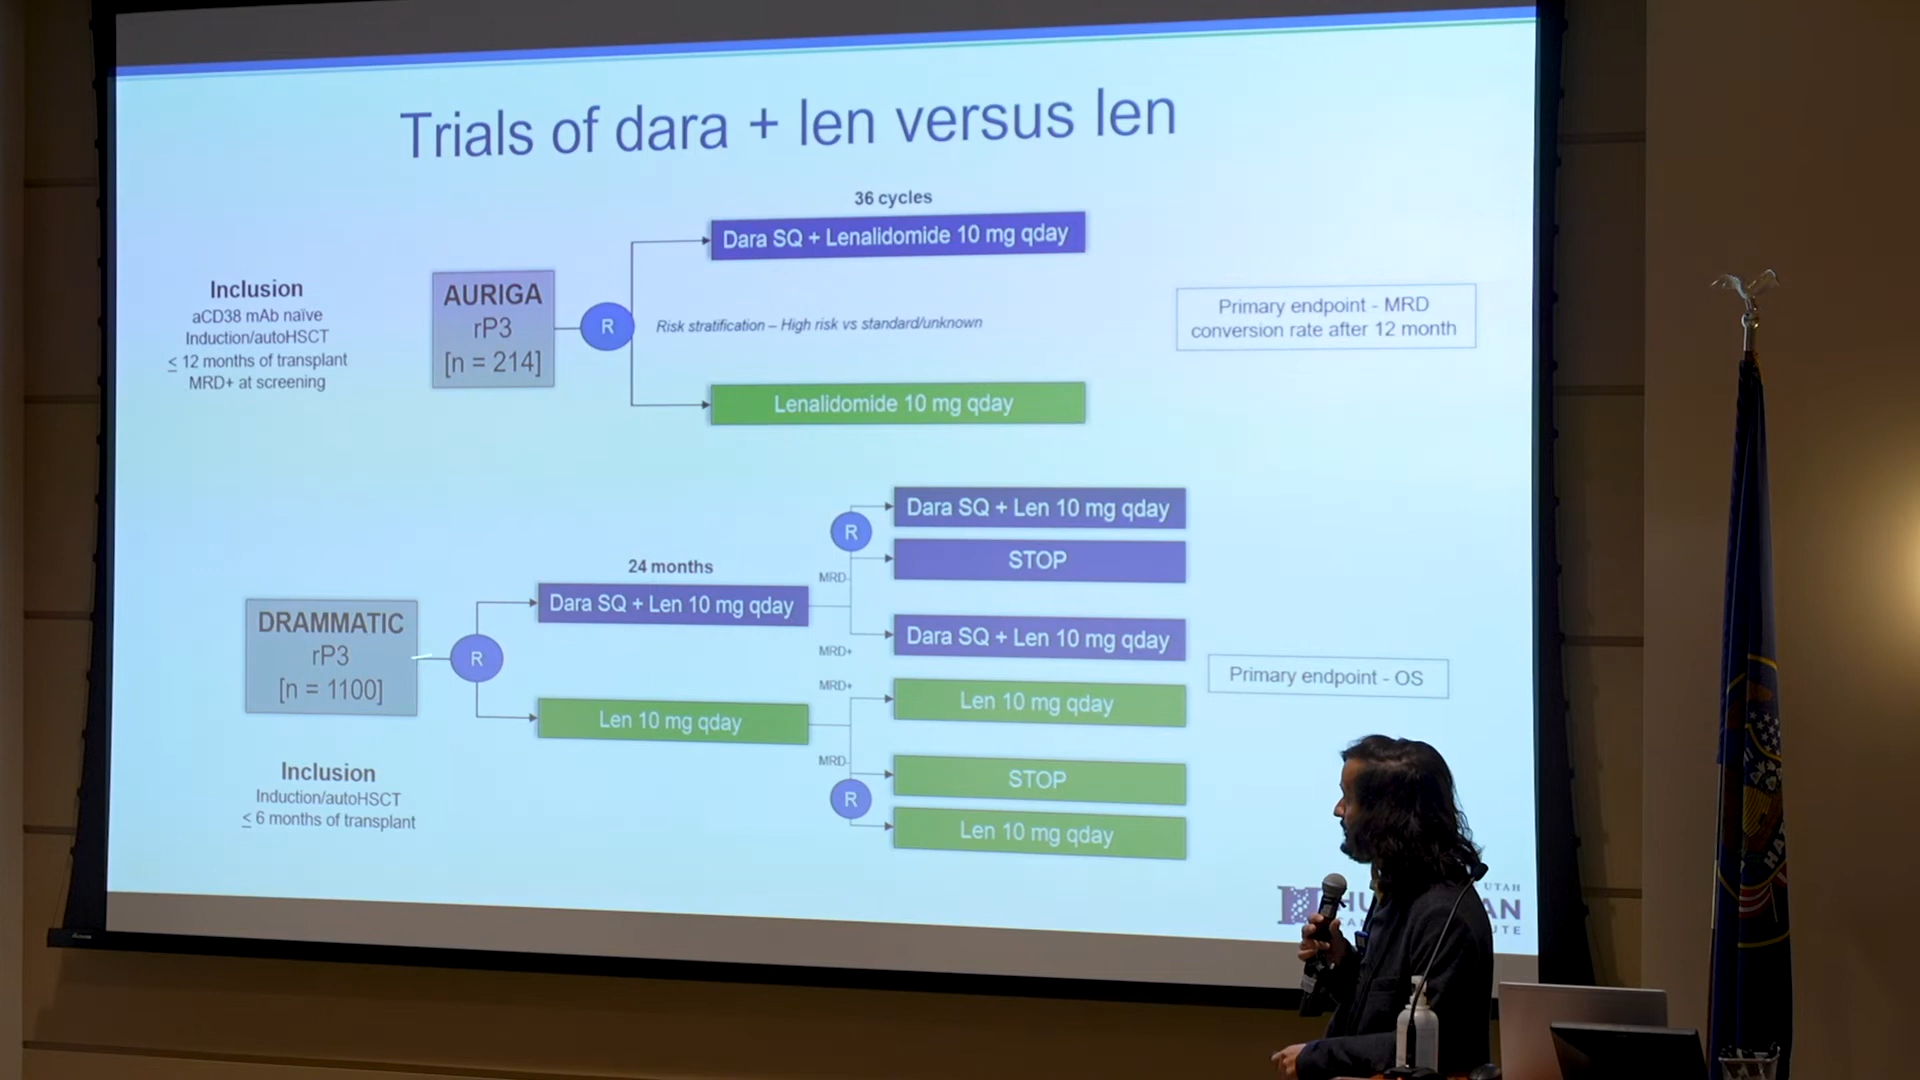 Trials of dara + len versus len
36 cycles
Dara SQ + Lenalidomide 10 mg qday
Inclusion
aCD38 mAb naïve
Induction/autoHSCT
≤ 12 months of transplant
MRD+ at screening
AURIGA
rP3
[n = 214]
R
Risk stratification – High risk vs standard/unknown
Primary endpoint - MRD
conversion rate after 12 month
Lenalidomide 10 mg qday
DRAMMATIC
rP3
[n = 1100]
Inclusion
Induction/autoHSCT
≤ 6 months of transplant
R
24 months
Dara SQ + Len 10 mg qday
Len 10 mg qday
R
MRD-
MRD+
MRD+
MRD-
R
Dara SQ + Len 10 mg qday
STOP
Dara SQ + Len 10 mg qday
Len 10 mg qday
STOP
Len 10 mg qday
Primary endpoint - OS
UTAH